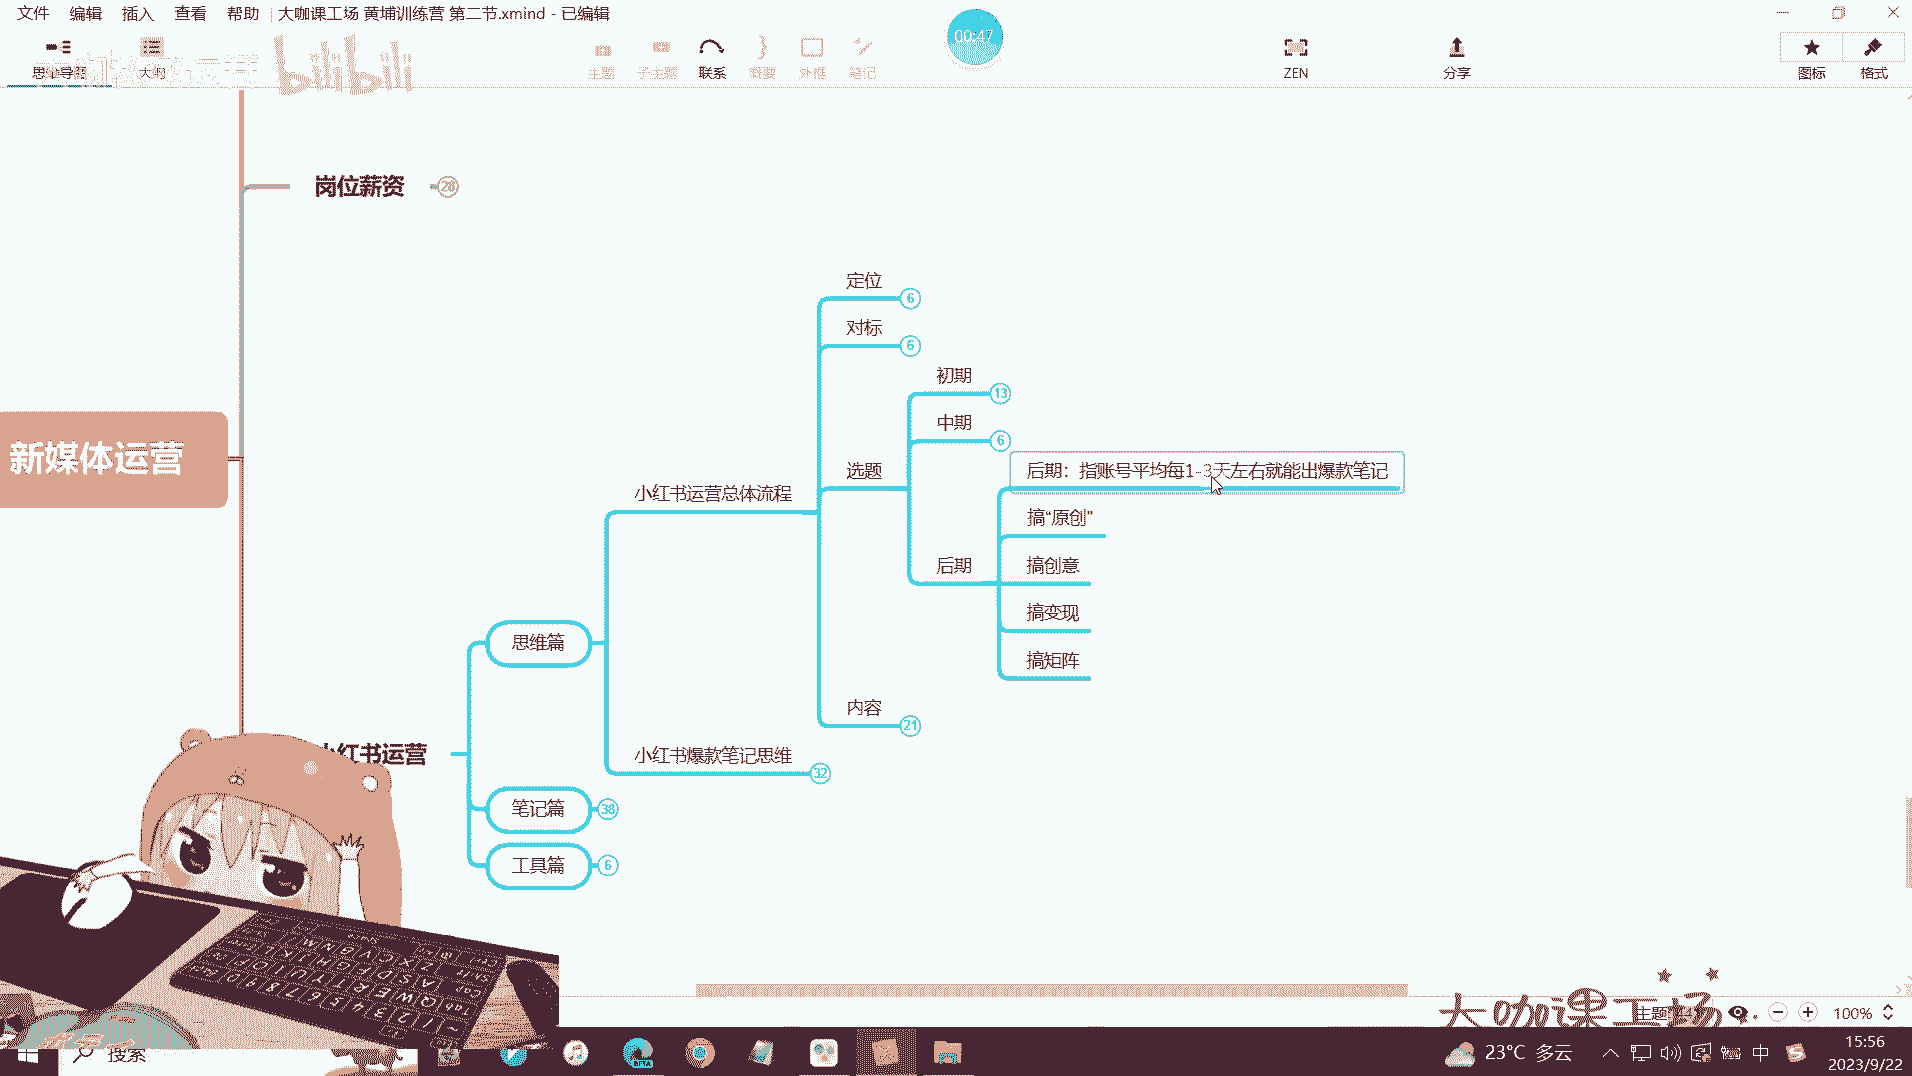 文件 编辑 插入 查看 帮助 大咖课工场 黄埔训练营 第二节.xmind - 已编辑
00:47
思维导图 大纲 主题 子主题 联系 概要 外框 笔记 ZEN 分享 图标 格式
bilibili
岗位薪资 28
定位 6
对标 6
初期 13
中期 6
新媒体运营
选题
后期：指账号平均每1-3天左右就能出爆款笔记
小红书运营总体流程
搞“原创”
后期
搞创意
搞变现
思维篇
搞矩阵
内容 21
小红书运营
小红书爆款笔记思维 32
笔记篇 38
工具篇 6
大咖课工场
主题 100%
搜索
BETA
23°C 多云
中
15:56
2023/9/22